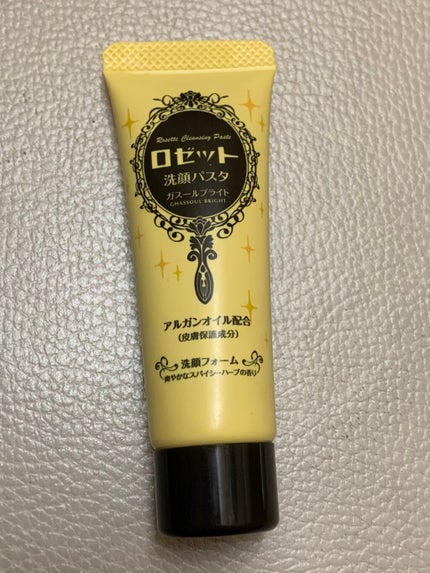 Rosette Cleansing Paste
ロゼット
洗顔パスタ
ガスールブライト
GHASSOUL BRIGHT
アルガンオイル配合
(皮膚保護成分)
洗顔フォーム
爽やかなスパイシーハーブの香り